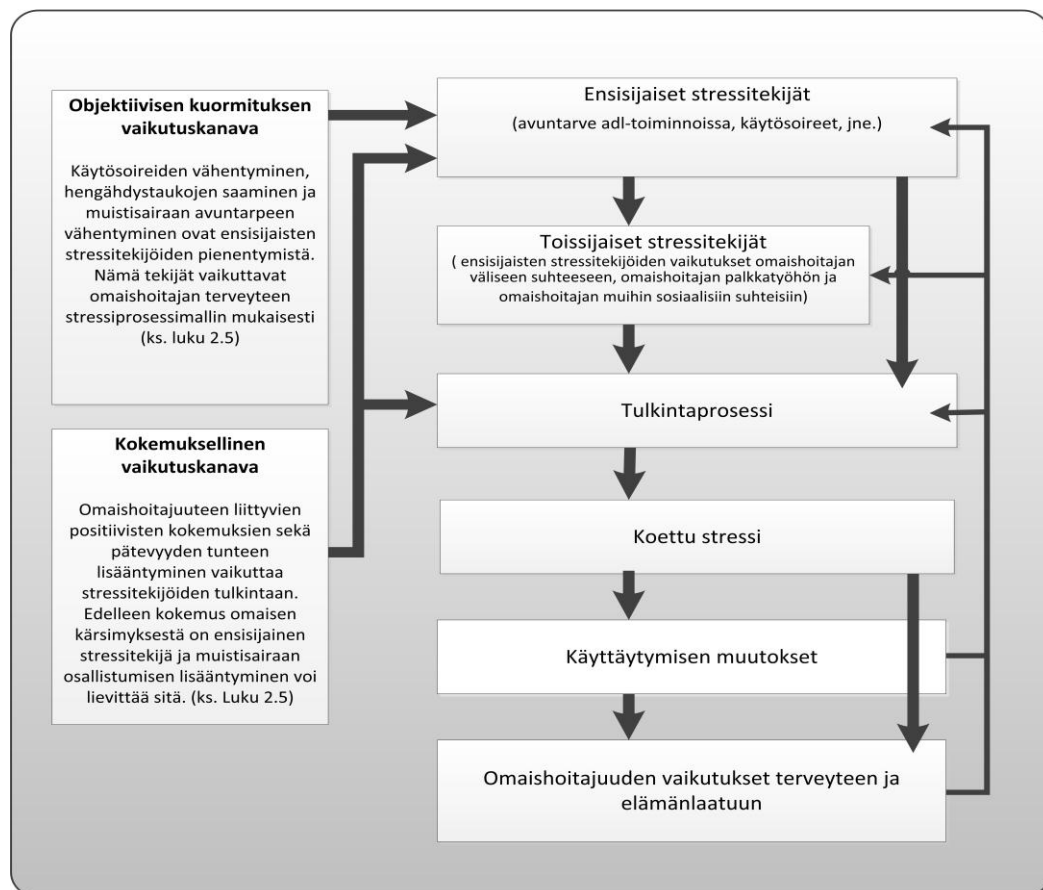 Objektiivisen kuormituksen
vaikutuskanava
Käytösoireiden vähentyminen,
hengähdystaukojen saaminen ja
muistisairaan avuntarpeen
vähentyminen ovat ensisijaisten
stressitekijöiden pienentymistä.
Nämä tekijät vaikuttavat
omaishoitajan terveyteen
stressiprosessimallin mukaisesti
(ks. luku 2.5)
Kokemuksellinen
vaikutuskanava
Omaishoitajuuteen liittyvien
positiivisten kokemuksien sekä
pätevyyden tunteen
lisääntyminen vaikuttaa
stressitekijöiden tulkintaan.
Edelleen kokemus omaisen
kärsimyksestä on ensisijainen
stressitekijä ja muistisairaan
osallistumisen lisääntyminen voi
lievittää sitä. (ks. Luku 2.5)
Ensisijaiset stressitekijät
(avuntarve adl-toiminnoissa, käytösoireet, jne.)
Toissijaiset stressitekijät
( ensisijaisten stressitekijöiden vaikutukset omaishoitajan
väliseen suhteeseen, omaishoitajan palkkatyöhön ja
omaishoitajan muihin sosiaalisiin suhteisiin)
Tulkintaprosessi
Koettu stressi
Käyttäytymisen muutokset
Omaishoitajuuden vaikutukset terveyteen ja
elämänlaatuun